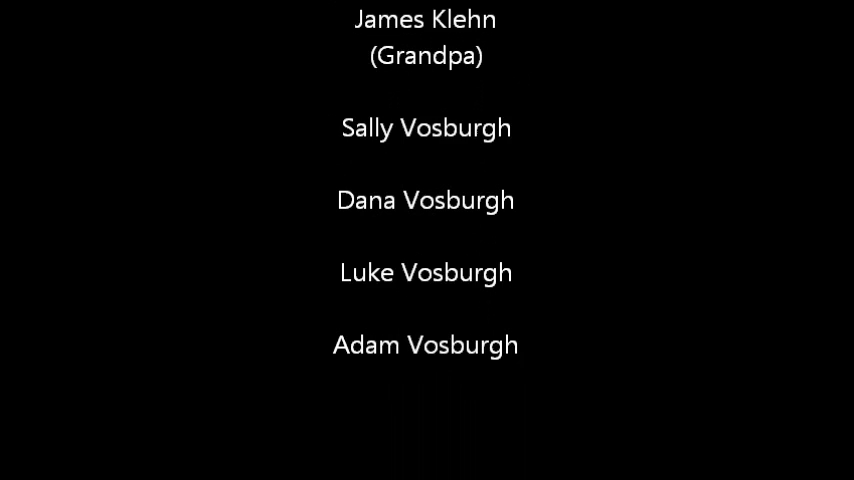 James Klehn
(Grandpa)
Sally Vosburgh
Dana Vosburgh
Luke Vosburgh
Adam Vosburgh